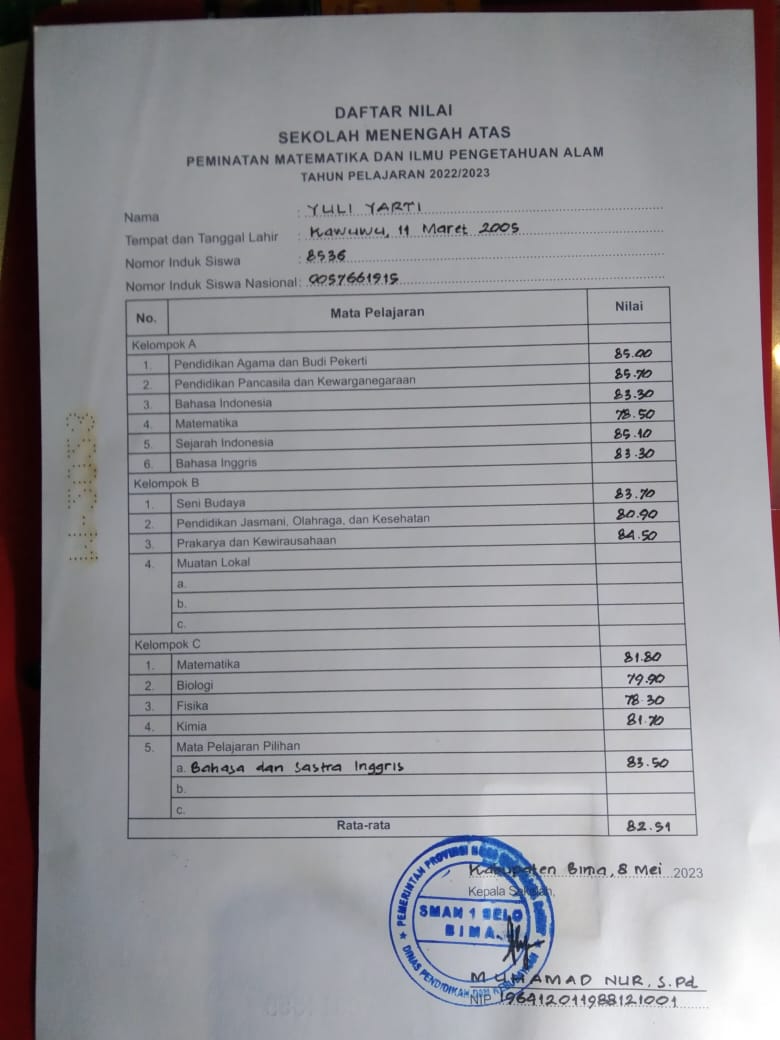 DAFTAR NILAI
SEKOLAH MENENGAH ATAS
PEMINATAN MATEMATIKA DAN ILMU PENGETAHUAN ALAM
TAHUN PELAJARAN 2022/2023
Nama : YULI YARTI
Tempat dan Tanggal Lahir : Kawuwu, 11 Maret 2005
Nomor Induk Siswa : 8536
Nomor Induk Siswa Nasional: 0057661915
No. Mata Pelajaran Nilai
Kelompok A
1. Pendidikan Agama dan Budi Pekerti 85.00
2. Pendidikan Pancasila dan Kewarganegaraan 85.70
3. Bahasa Indonesia 83.30
4. Matematika 78.50
5. Sejarah Indonesia 85.10
6. Bahasa Inggris 83.30
Kelompok B
1. Seni Budaya 83.70
2. Pendidikan Jasmani, Olahraga, dan Kesehatan 80.90
3. Prakarya dan Kewirausahaan 84.50
4. Muatan Lokal
a.
b.
c.
Kelompok C
1. Matematika 81.80
2. Biologi 79.90
3. Fisika 78.30
4. Kimia 81.70
5. Mata Pelajaran Pilihan
a. Bahasa dan Sastra Inggris 83.50
b.
c.
Rata-rata 82.51
Kabupaten Bima, 8 Mei 2023
Kepala Sekolah,
PEMERINTAH PROVINSI
SMAN 1 BELO
BIMA
DINAS PENDIDIKAN DAN KEBUDAYAAN
MUHAMAD NUR, S.Pd
NIP 196412011988121001